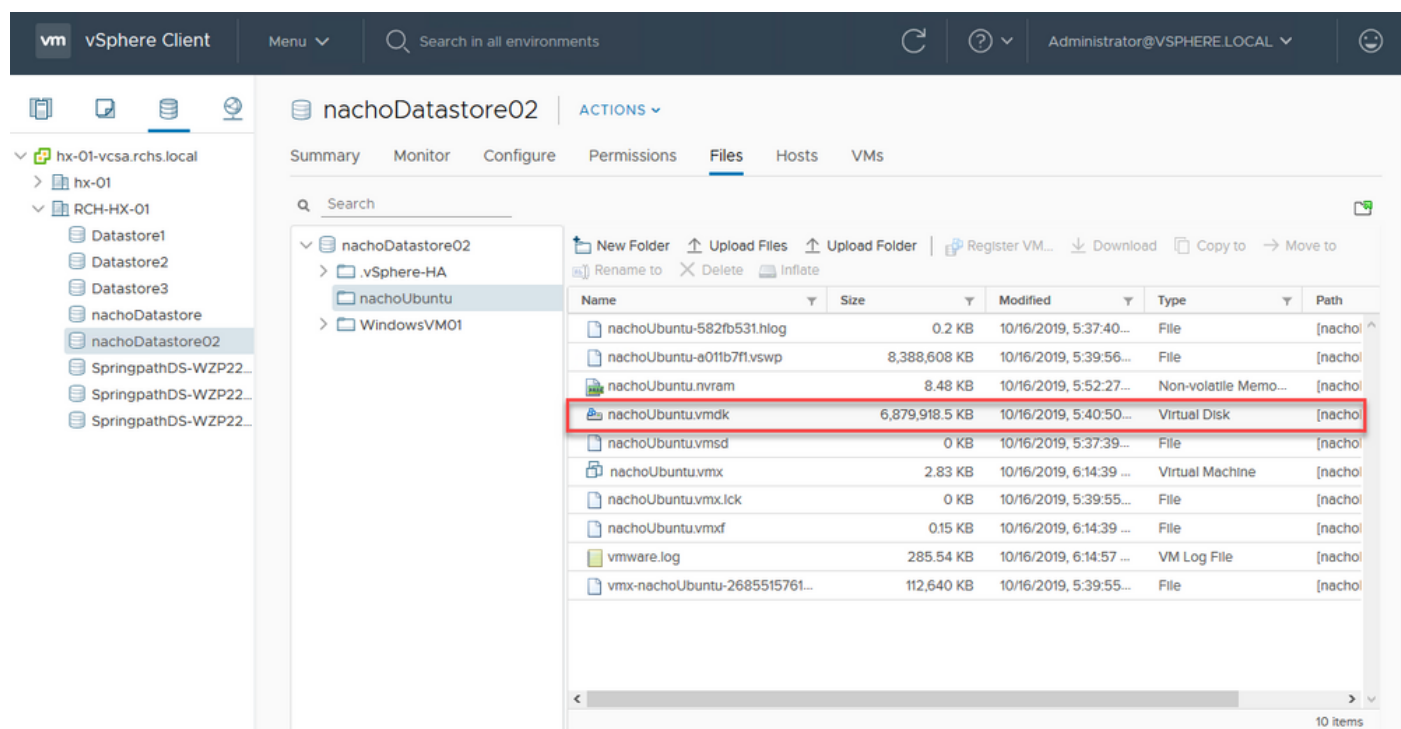 vm vSphere Client Menu Search in all environments Administrator@VSPHERE.LOCAL
nachoDatastore02 ACTIONS
Summary Monitor Configure Permissions Files Hosts VMs
hx-01-vcsa.rchs.local
hx-01
RCH-HX-01
Datastore1
Datastore2
Datastore3
nachoDatastore
nachoDatastore02
SpringpathDS-WZP22...
SpringpathDS-WZP22...
SpringpathDS-WZP22...
Search
nachoDatastore02
.vSphere-HA
nachoUbuntu
WindowsVM01
New Folder Upload Files Upload Folder Register VM... Download Copy to Move to
Rename to Delete Inflate
Name Size Modified Type Path
nachoUbuntu-582fb531.hlog 0.2 KB 10/16/2019, 5:37:40... File [nachol
nachoUbuntu-a011b7f1.vswp 8,388,608 KB 10/16/2019, 5:39:56... File [nachol
nachoUbuntu.nvram 8.48 KB 10/16/2019, 5:52:27... Non-volatile Memo... [nachol
nachoUbuntu.vmdk 6,879,918.5 KB 10/16/2019, 5:40:50... Virtual Disk [nachol
nachoUbuntu.vmsd 0 KB 10/16/2019, 5:37:39... File [nachol
nachoUbuntu.vmx 2.83 KB 10/16/2019, 6:14:39 ... Virtual Machine [nachol
nachoUbuntu.vmx.lck 0 KB 10/16/2019, 5:39:55... File [nachol
nachoUbuntu.vmxf 0.15 KB 10/16/2019, 6:14:39 ... File [nachol
vmware.log 285.54 KB 10/16/2019, 6:14:57 ... VM Log File [nachol
vmx-nachoUbuntu-2685515761... 112,640 KB 10/16/2019, 5:39:55... File [nachol
10 items